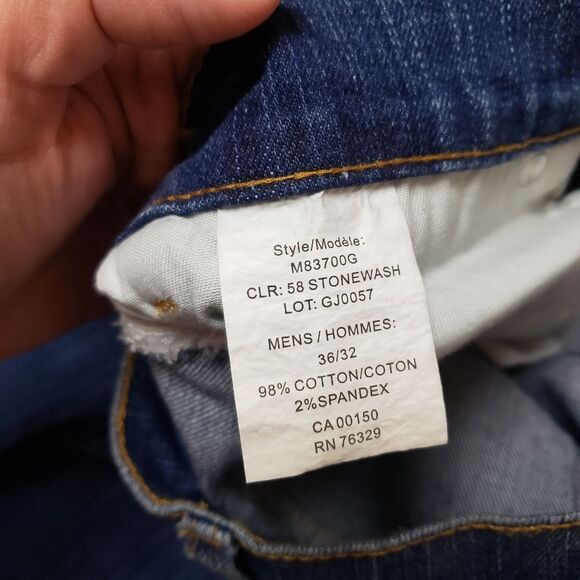 Style/Modèle:
M83700G
CLR: 58 STONEWASH
LOT: GJ0057
MENS / HOMMES:
36/32
98% COTTON/COTON
2%SPANDEX
CA 00150
RN 76329